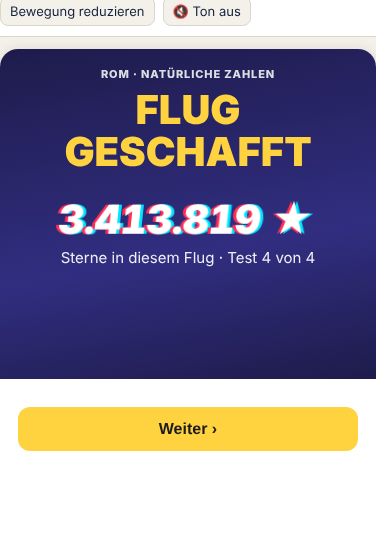 Bewegung reduzieren
🔇 Ton aus
ROM · NATÜRLICHE ZAHLEN
FLUG
GESCHAFFT
3.413.819 ★
Sterne in diesem Flug · Test 4 von 4
Weiter ›